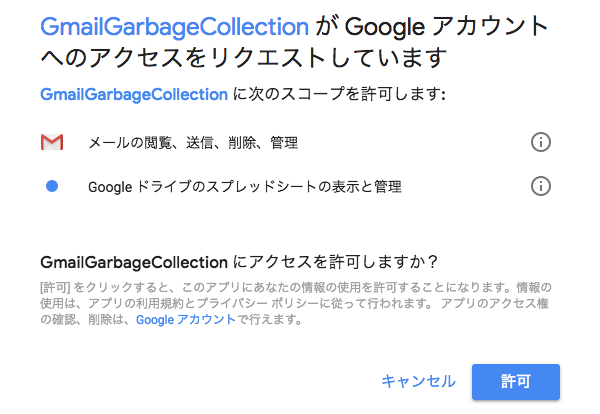 GmailGarbageCollection が Google アカウント
へのアクセスをリクエストしています
GmailGarbageCollection に次のスコープを許可します:
メールの閲覧、送信、削除、管理
Google ドライブのスプレッドシートの表示と管理
GmailGarbageCollection にアクセスを許可しますか？
[許可] をクリックすると、このアプリにあなたの情報の使用を許可することになります。情報の
使用は、アプリの利用規約とプライバシー ポリシーに従って行われます。 アプリのアクセス権
の確認、削除は、Google アカウントで行えます。
キャンセル
許可